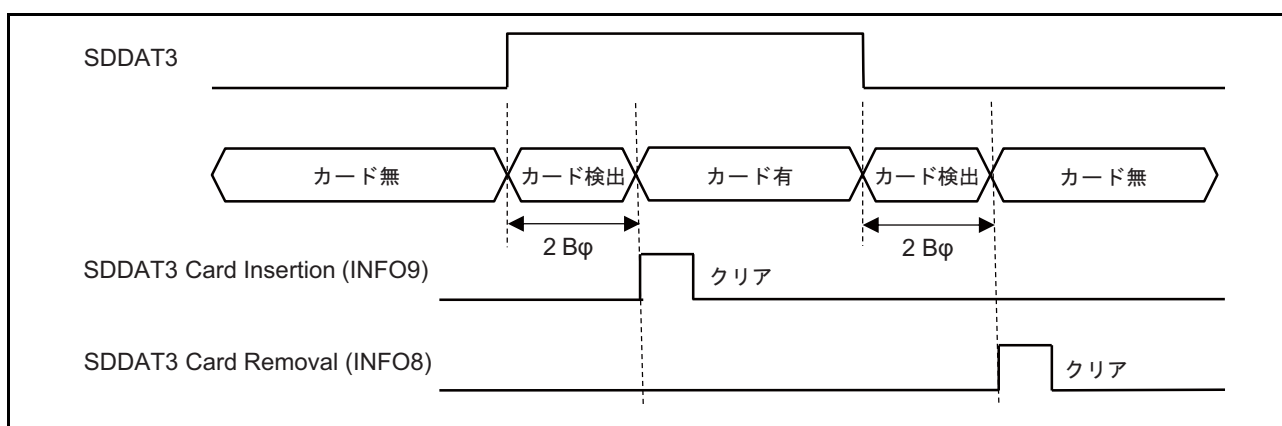 SDDAT3
カード無 カード検出 カード有 カード検出 カード無
2 Bφ 2 Bφ
SDDAT3 Card Insertion (INFO9) クリア
SDDAT3 Card Removal (INFO8) クリア